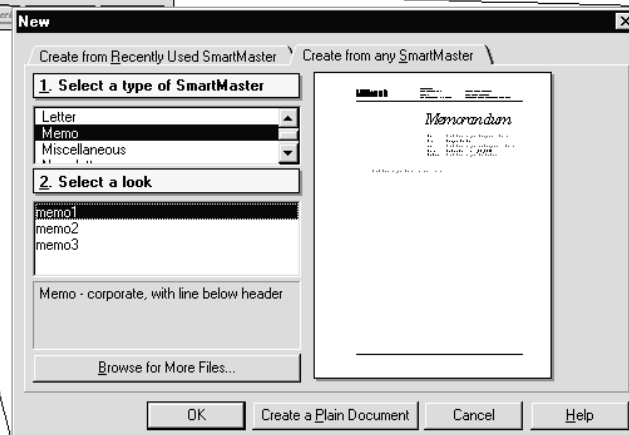 New
Create from Recently Used SmartMaster
Create from any SmartMaster
1. Select a type of SmartMaster
Letter
Memo
Miscellaneous
2. Select a look
memo1
memo2
memo3
Memo - corporate, with line below header
Browse for More Files...
Memorandum
OK
Create a Plain Document
Cancel
Help